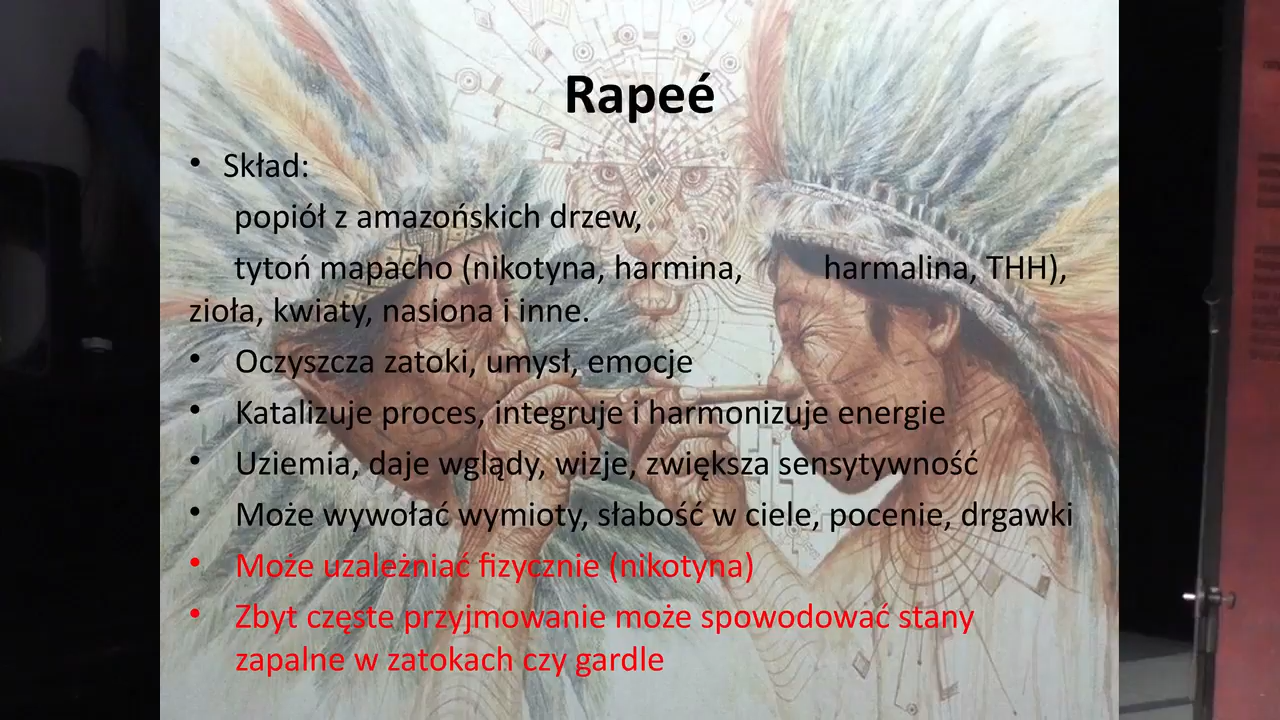 Rapeé
• Skład:
popiół z amazońskich drzew,
tytoń mapacho (nikotyna, harmina, harmalina, THH),
zioła, kwiaty, nasiona i inne.
• Oczyszcza zatoki, umysł, emocje
• Katalizuje proces, integruje i harmonizuje energie
• Uziemia, daje wglądy, wizje, zwiększa sensytywność
• Może wywołać wymioty, słabość w ciele, pocenie, drgawki
• Może uzależniać fizycznie (nikotyna)
• Zbyt częste przyjmowanie może spowodować stany
zapalne w zatokach czy gardle